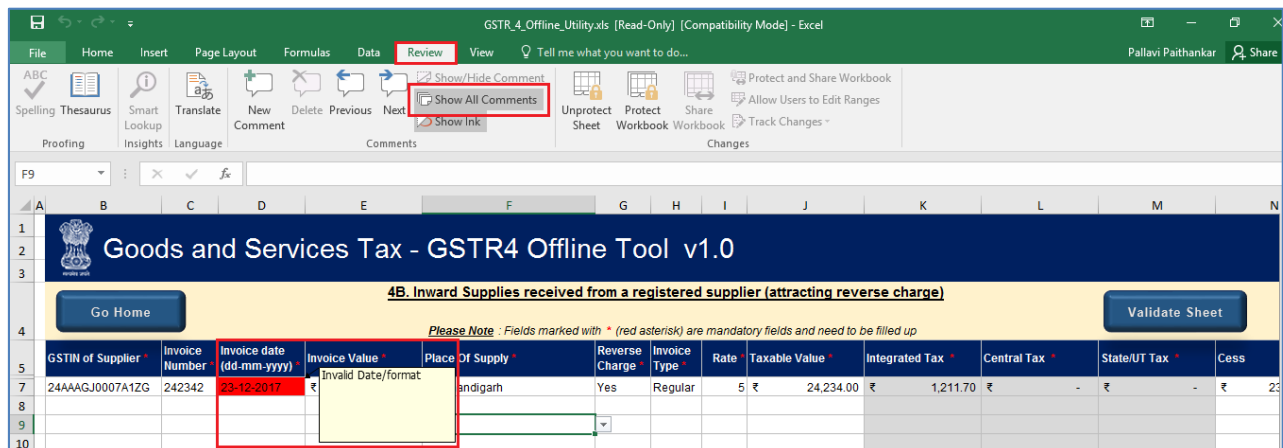 GSTR_4_Offline_Utility.xls [Read-Only] [Compatibility Mode] - Excel
File Home Insert Page Layout Formulas Data Review View Tell me what you want to do... Pallavi Paithankar Share
ABC Show/Hide Comment Protect and Share Workbook
Show All Comments Allow Users to Edit Ranges
Spelling Thesaurus Smart Translate New Delete Previous Next Unprotect Protect Share
Lookup Comment Show Ink Sheet Workbook Workbook Track Changes
Proofing Insights Language Comments Changes
F9 fx
A B C D E F G H I J K L M N
1
2 Goods and Services Tax - GSTR4 Offline Tool v1.0
3
4B. Inward Supplies received from a registered supplier (attracting reverse charge)
Go Home Validate Sheet
4 Please Note : Fields marked with * (red asterisk) are mandatory fields and need to be filled up
Invoice Invoice date Reverse Invoice
GSTIN of Supplier * Invoice Value * Place Of Supply * Rate * Taxable Value * Integrated Tax * Central Tax * State/UT Tax * Cess
5 Number * (dd-mm-yyyy) * Charge * Type *
Invalid Date/format
7 24AAAGJ0007A1ZG 242342 23-12-2017 ₹ andigarh Yes Regular 5 ₹ 24,234.00 ₹ 1,211.70 ₹ - ₹ - ₹ 23
8
9
10